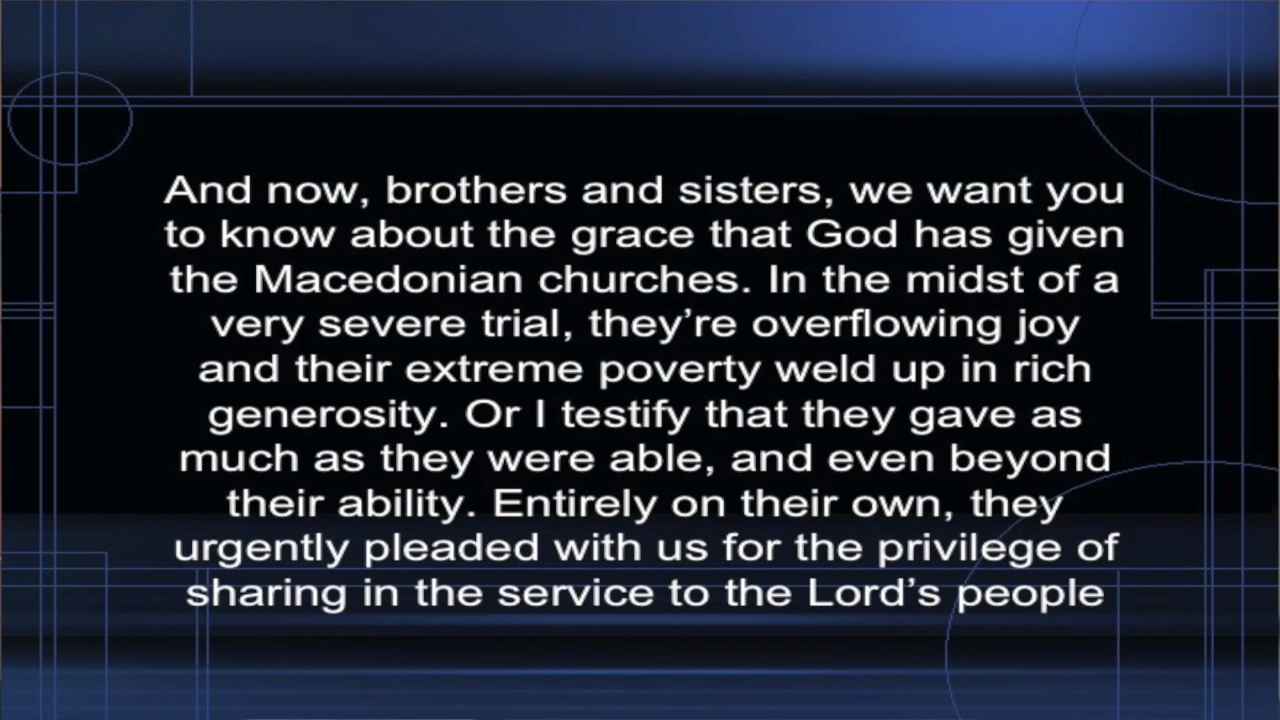 And now, brothers and sisters, we want you
to know about the grace that God has given
the Macedonian churches. In the midst of a
very severe trial, they’re overflowing joy
and their extreme poverty weld up in rich
generosity. Or I testify that they gave as
much as they were able, and even beyond
their ability. Entirely on their own, they
urgently pleaded with us for the privilege of
sharing in the service to the Lord’s people